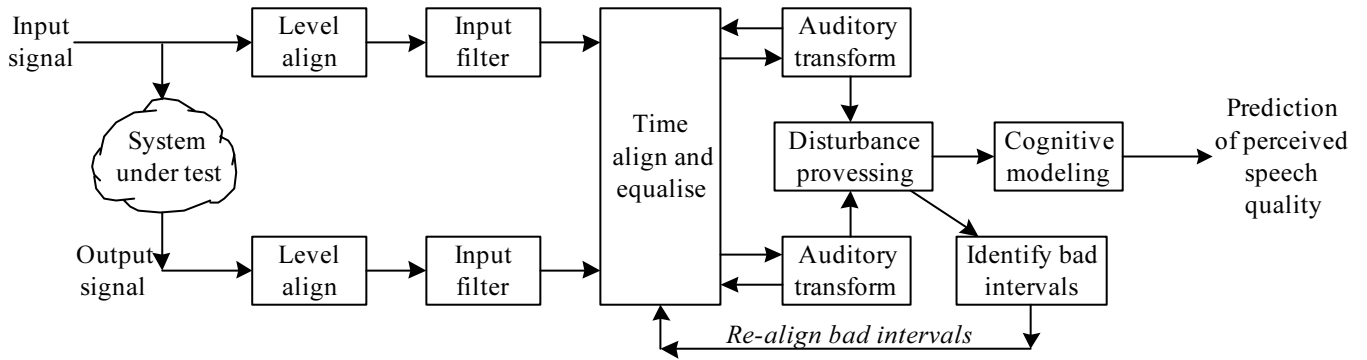 Input
signal
Level
align
Input
filter
Auditory
transform
System
under test
Time
align and
equalise
Disturbance
provessing
Cognitive
modeling
Prediction
of perceived
speech
quality
Output
signal
Level
align
Input
filter
Auditory
transform
Identify bad
intervals
Re-align bad intervals